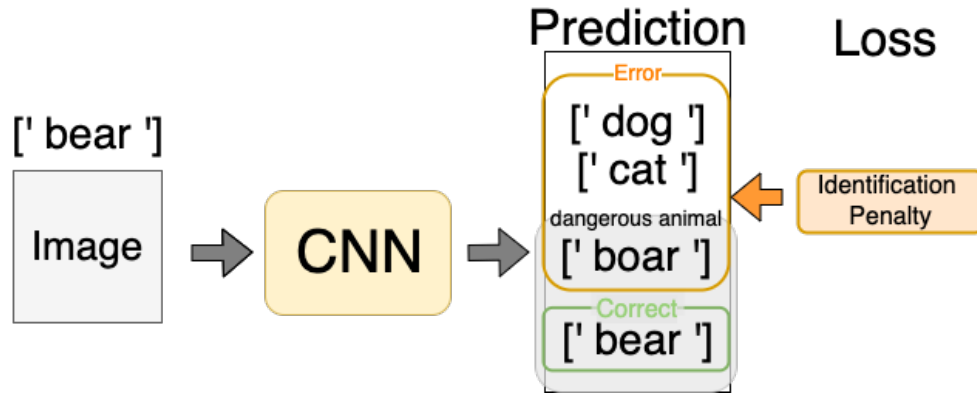 Prediction
Loss
Error
[' bear ']
[' dog ']
[' cat ']
Image
CNN
Identification
Penalty
dangerous animal
[' boar ']
Correct
[' bear ']